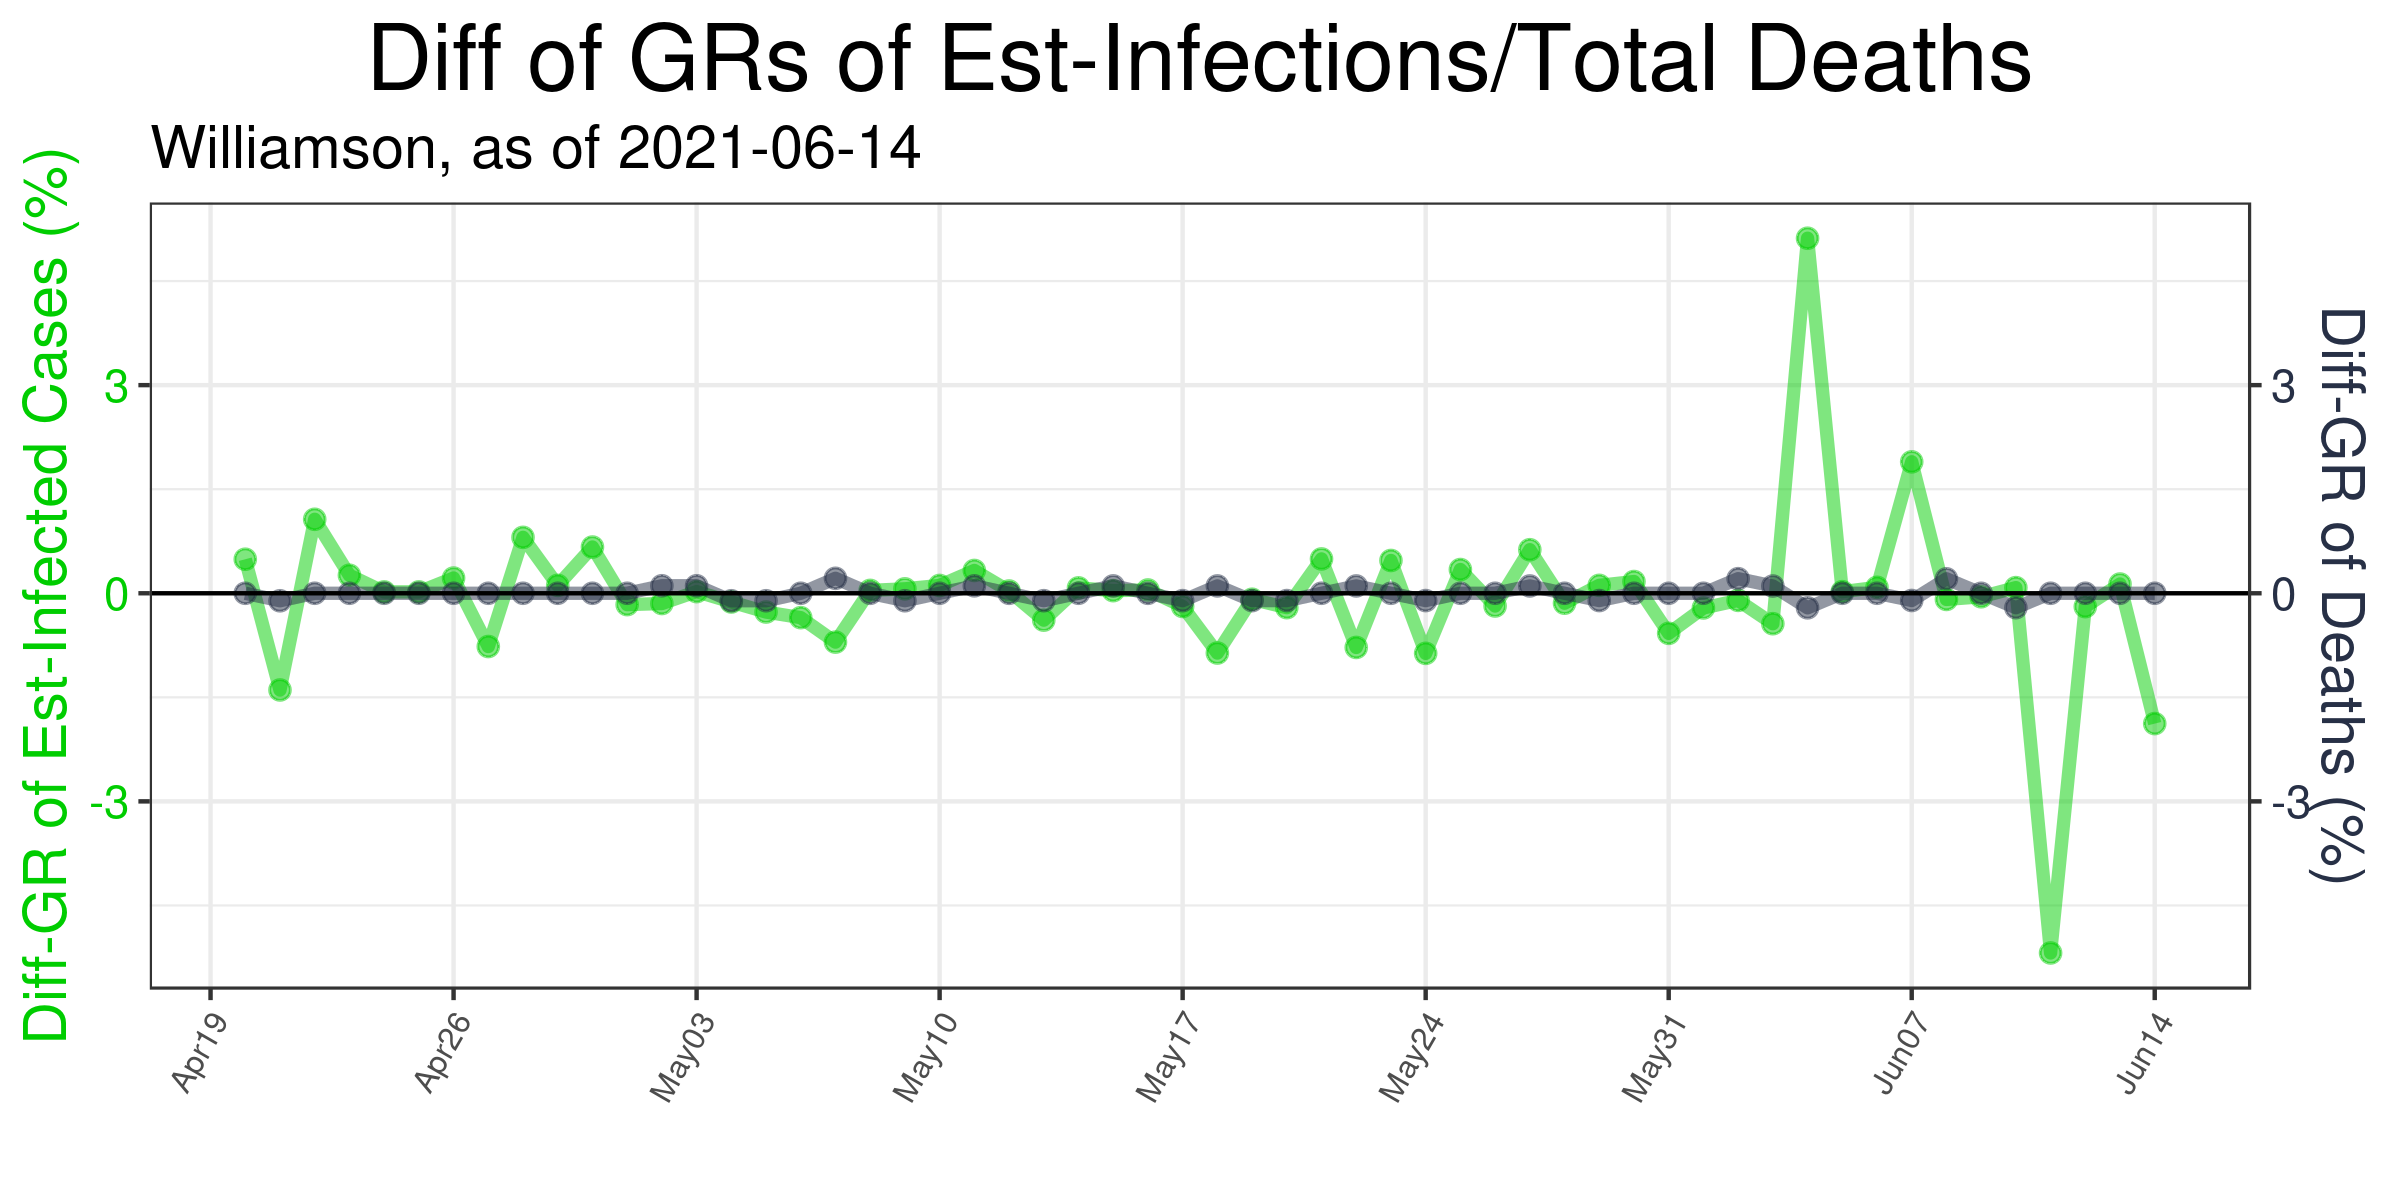 Diff of GRs of Est-Infections/Total Deaths
Williamson, as of 2021-06-14
Diff-GR of Est-Infected Cases (%)
3
0
-3
3
0
-3
Diff-GR of Deaths (%)
Apr19
Apr26
May03
May10
May17
May24
May31
Jun07
Jun14